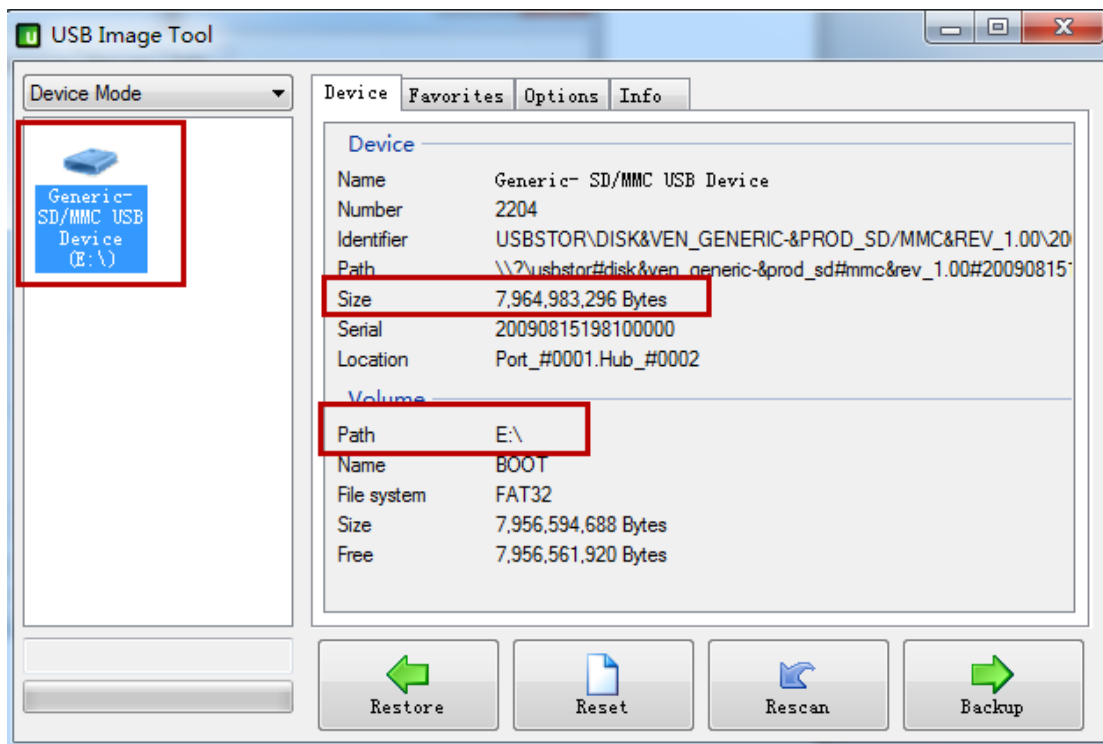 USB Image Tool
Device Mode
Generic-
SD/MMC USB
Device
(E:\)
Device Favorites Options Info
Device
Name Generic- SD/MMC USB Device
Number 2204
Identifier USBSTOR\DISK&VEN_GENERIC-&PROD_SD/MMC&REV_1.00\20
Path \\?\usbstor#disk&ven_generic-&prod_sd#mmc&rev_1.00#20090815
Size 7,964,983,296 Bytes
Serial 20090815198100000
Location Port_#0001.Hub_#0002
Volume
Path E:\
Name BOOT
File system FAT32
Size 7,956,594,688 Bytes
Free 7,956,561,920 Bytes
Restore Reset Rescan Backup